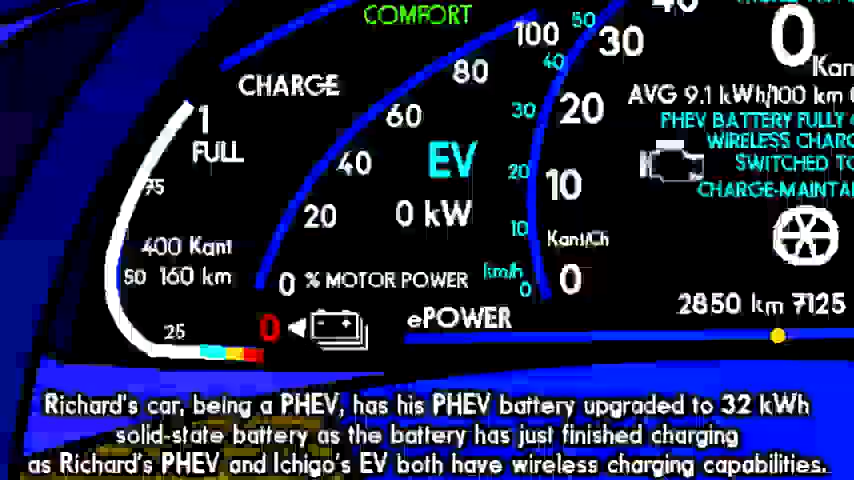 COMFORT
50
100
30
0
40
CHARGE
80
Kan
AVG 9.1 kWh/100 km
1
60
30
20
PHEV BATTERY FULLY
FULL
WIRELESS CHARG
40
EV
20
10
SWITCHED TO
75
CHARGE-MAINTAI
20
0 kW
10
400 Kant
Kant/Ch
50 160 km
0 % MOTOR POWER
km/h
0
0
25
0
ePOWER
2850 km 7125
Richard's car, being a PHEV, has his PHEV battery upgraded to 32 kWh
solid-state battery as the battery has just finished charging
as Richard's PHEV and Ichigo's EV both have wireless charging capabilities.